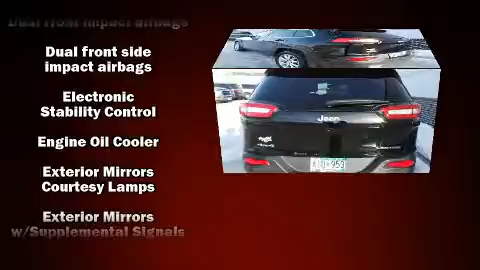 Dual front impact airbags
Dual front side
impact airbags
Electronic
Stability Control
Engine Oil Cooler
Exterior Mirrors
Courtesy Lamps
Exterior Mirrors
w/Supplemental Signals
Jeep